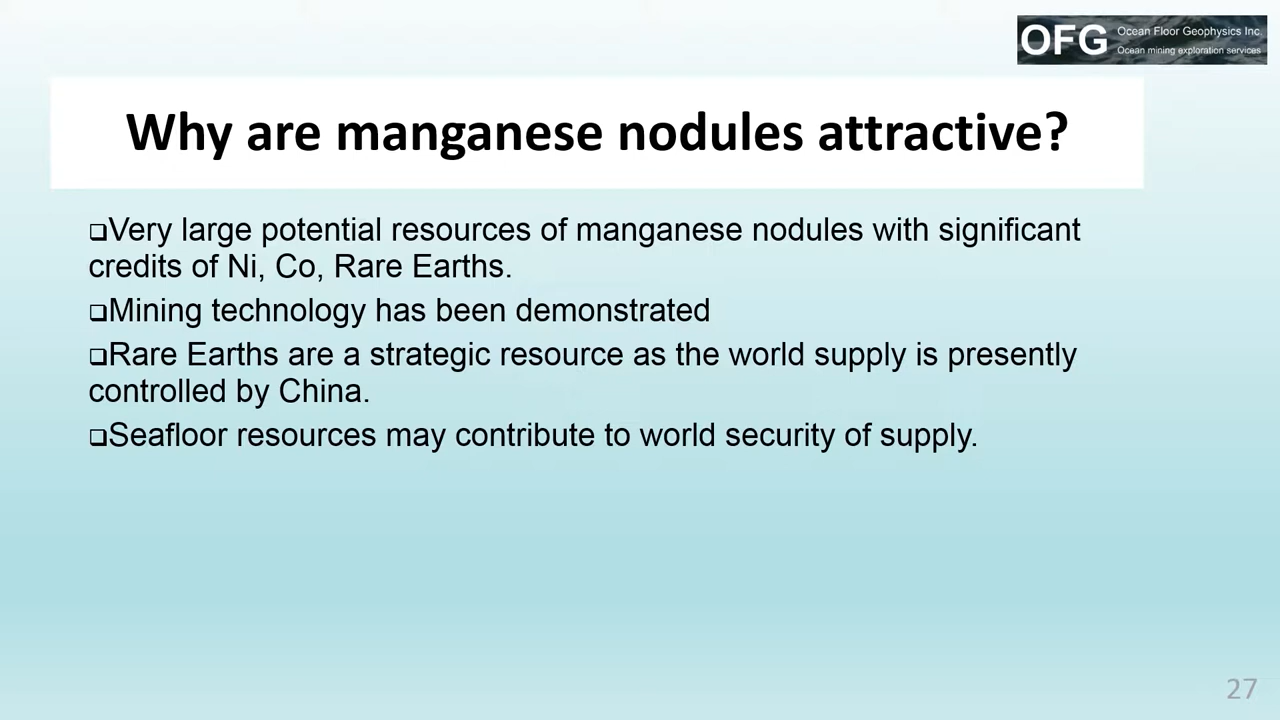 OFG
Ocean Floor Geophysics Inc.
Ocean mining exploration services
Why are manganese nodules attractive?
❑Very large potential resources of manganese nodules with significant
credits of Ni, Co, Rare Earths.
❑Mining technology has been demonstrated
❑Rare Earths are a strategic resource as the world supply is presently
controlled by China.
❑Seafloor resources may contribute to world security of supply.
27